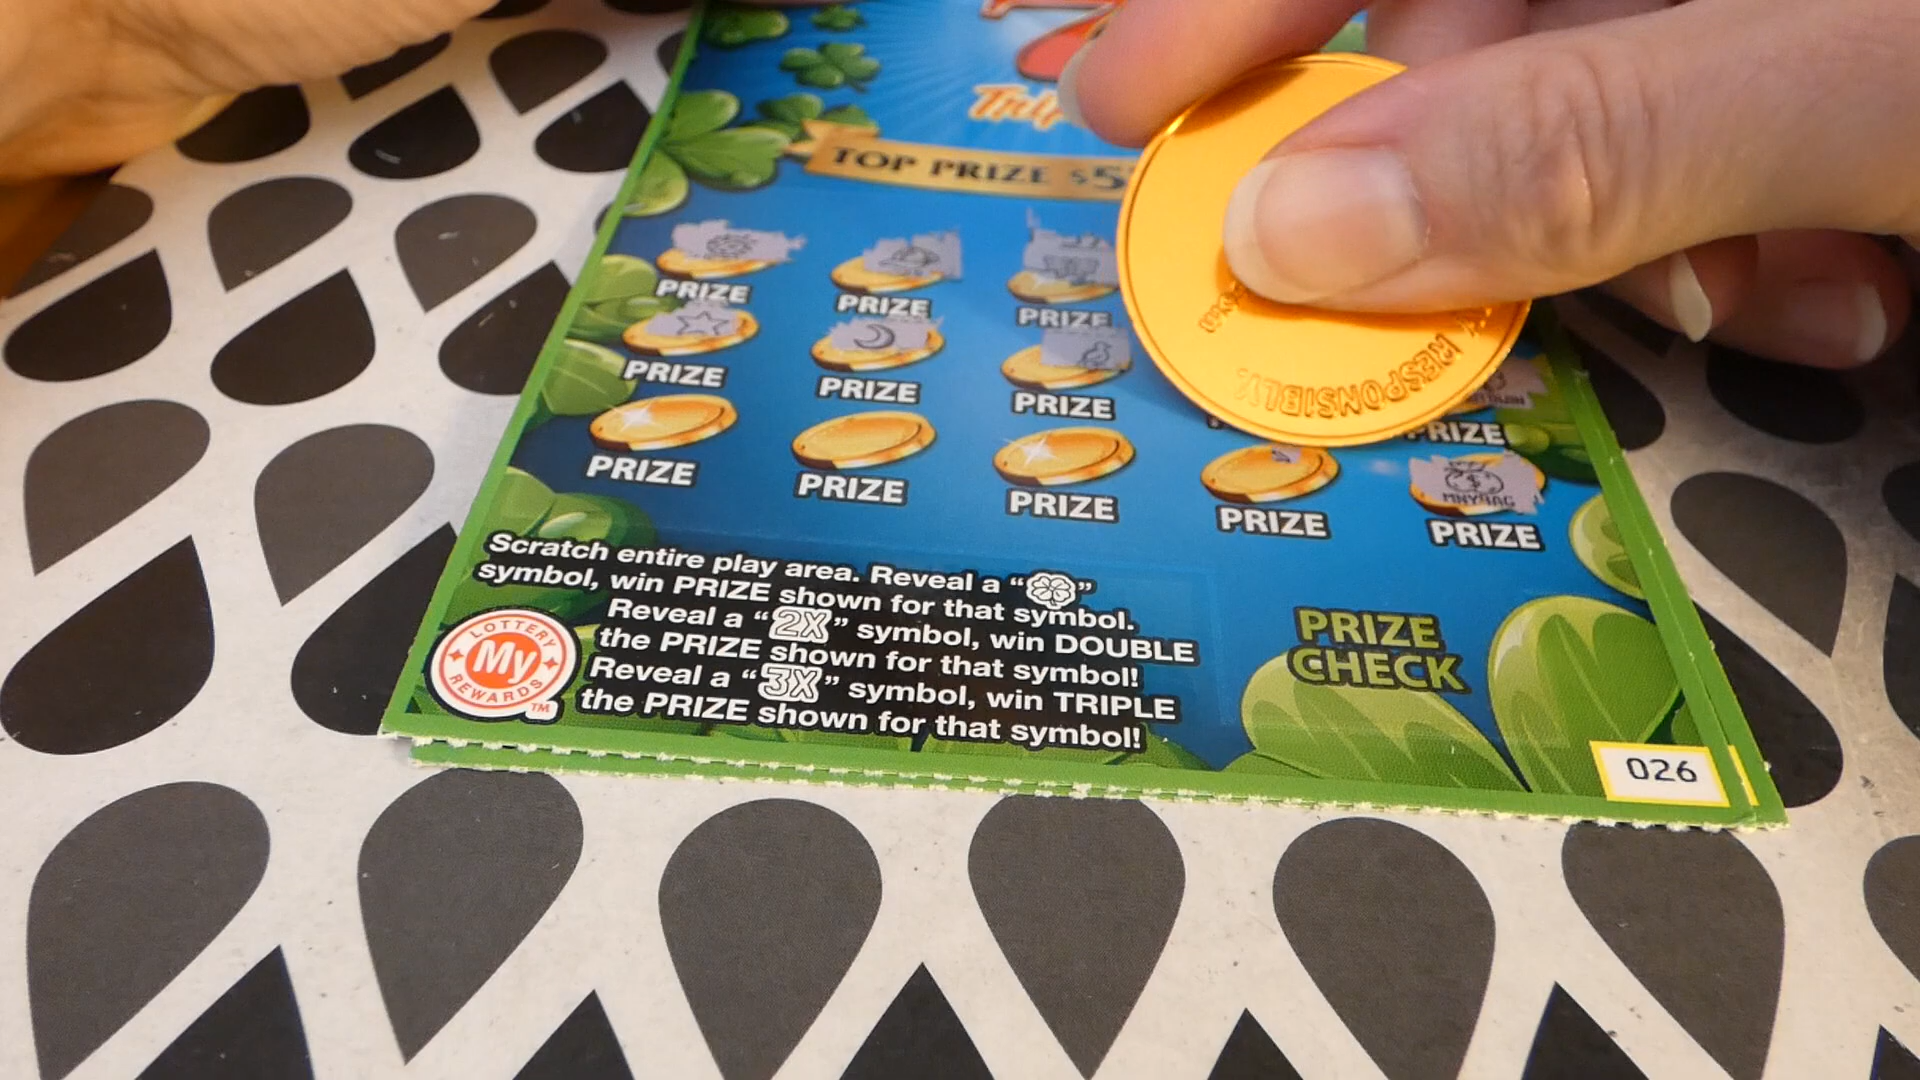 TOP PRIZE $5
PRIZE PRIZE PRIZE
PRIZE PRIZE PRIZE PRIZE
MNYBAG
PRIZE PRIZE PRIZE PRIZE PRIZE
RESPONSIBLY.
Scratch entire play area. Reveal a “ ”
symbol, win PRIZE shown for that symbol.
Reveal a “2X” symbol, win DOUBLE
the PRIZE shown for that symbol!
Reveal a “3X” symbol, win TRIPLE
the PRIZE shown for that symbol!
LOTTERY
My
REWARDS
TM
PRIZE
CHECK
026